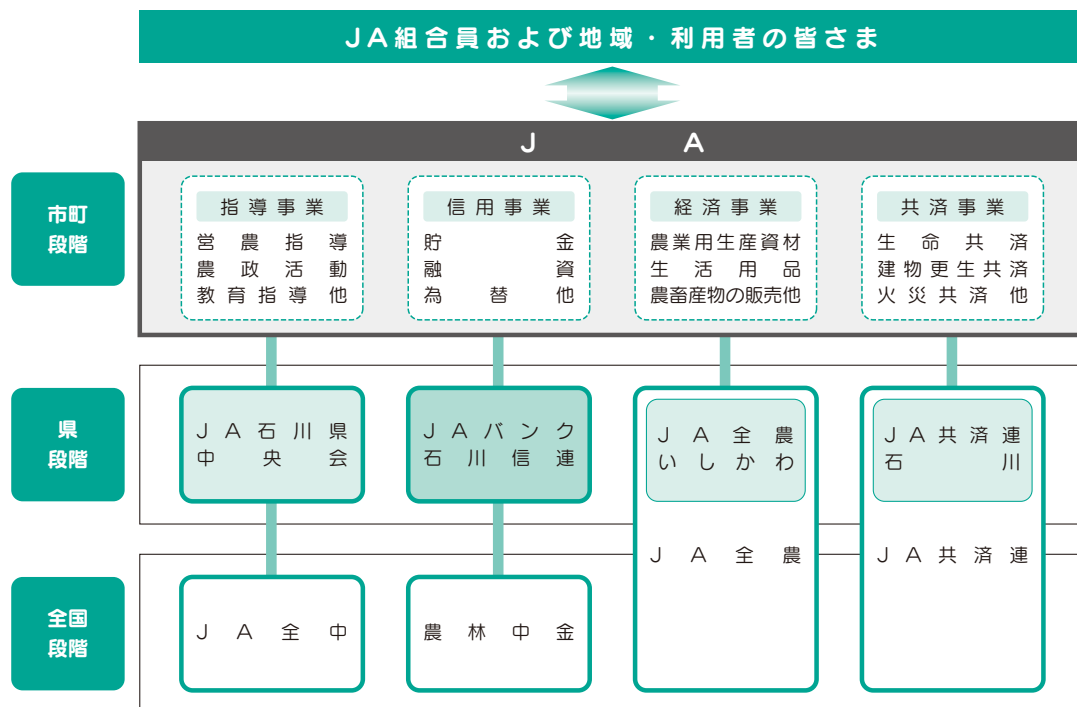 JA組合員および地域・利用者の皆さま
JA
市町
段階
指導事業
営農指導
農政活動
教育指導他
信用事業
貯金
融資
為替他
経済事業
農業用生産資材
生活用品
農畜産物の販売他
共済事業
生命共済
建物更生共済
火災共済他
県
段階
JA石川県
中央会
JAバンク
石川信連
JA全農
いしかわ
JA共済連
石川
JA全農
JA共済連
全国
段階
JA全中
農林中金